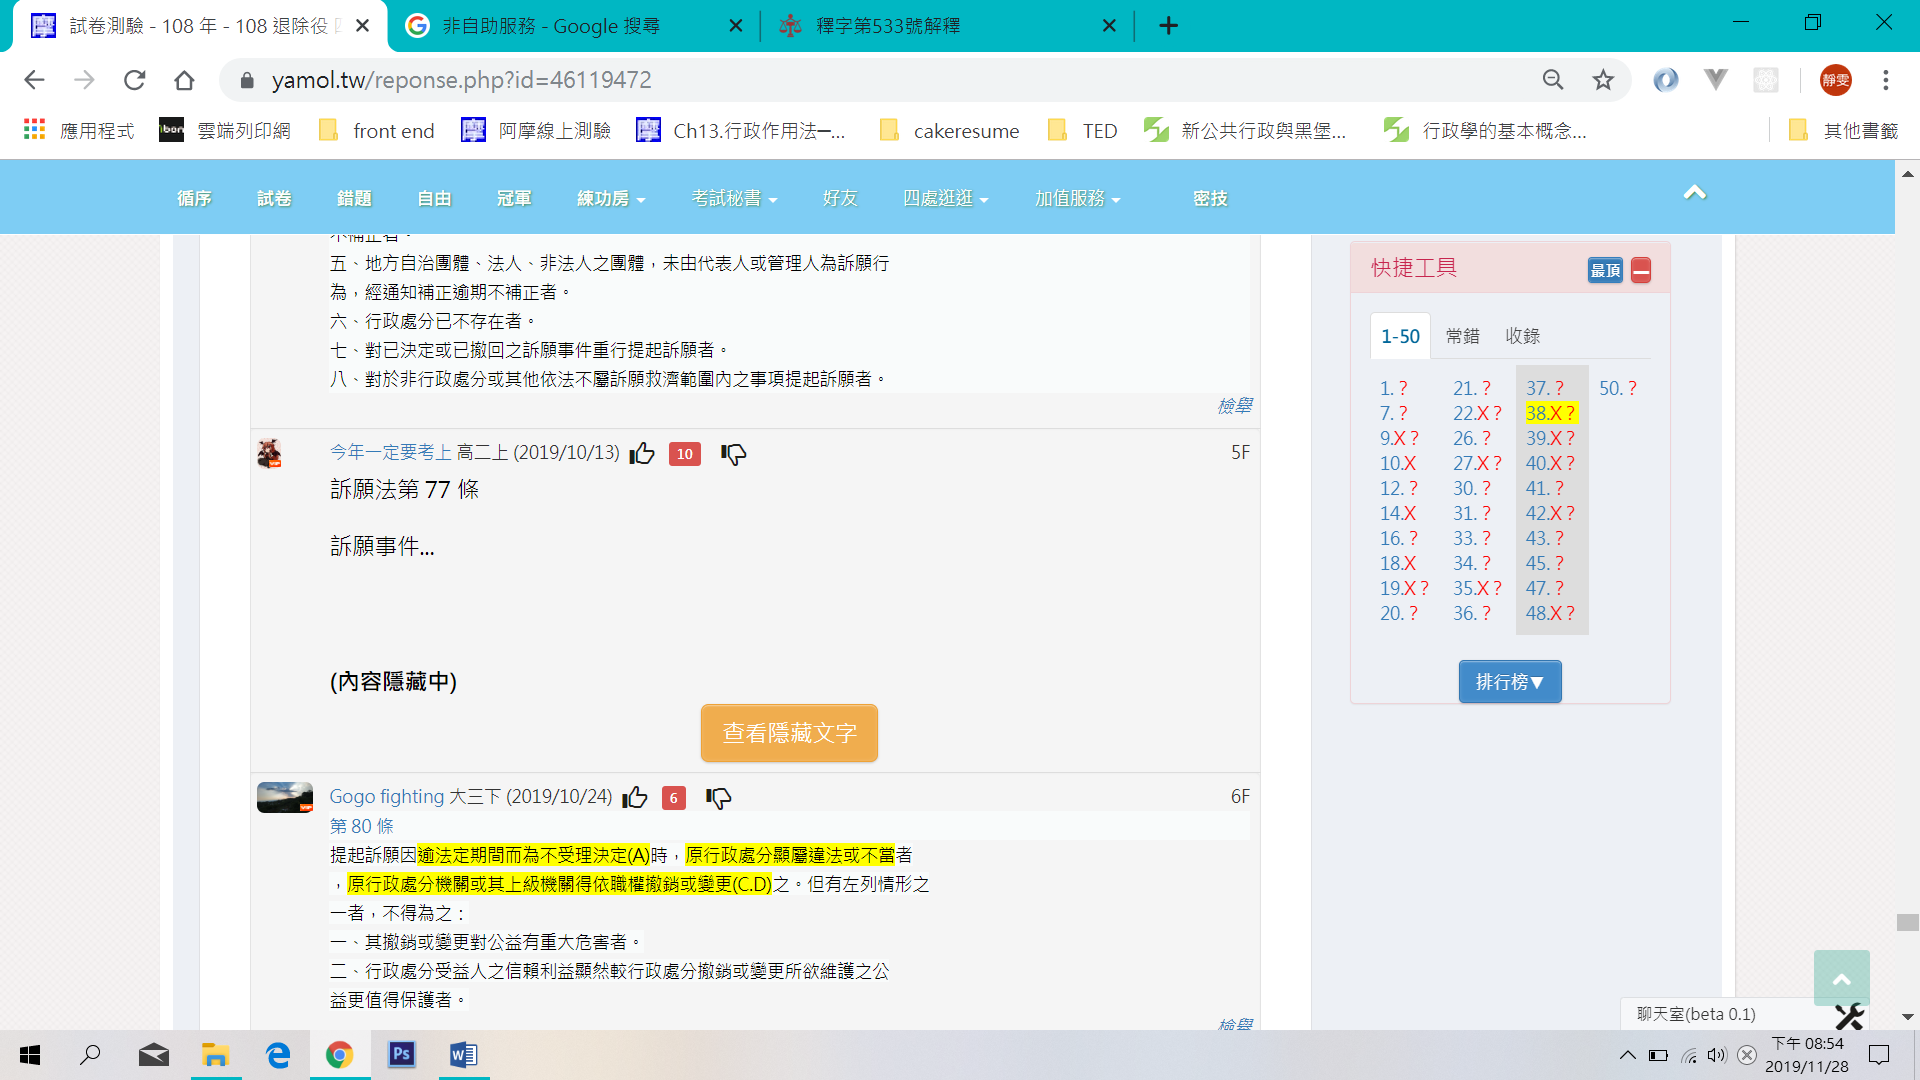 試卷測驗 - 108 年 - 108 退除役
非自助服務 - Google 搜尋
釋字第533號解釋
yamol.tw/reponse.php?id=46119472
靜雯
應用程式
ibon
雲端列印網
front end
阿摩線上測驗
Ch13.行政作用法—...
cakeresume
TED
新公共行政與黑堡...
行政學的基本概念...
其他書籤
循序 試卷 錯題 自由 冠軍 練功房 考試秘書 好友 四處逛逛 加值服務 密技
不補正者。
五、地方自治團體、法人、非法人之團體，未由代表人或管理人為訴願行
為，經通知補正逾期不補正者。
六、行政處分已不存在者。
七、對已決定或已撤回之訴願事件重行提起訴願者。
八、對於非行政處分或其他依法不屬訴願救濟範圍內之事項提起訴願者。
檢舉
今年一定要考上 高二上 (2019/10/13) 10 5F
訴願法第 77 條
訴願事件...
(內容隱藏中)
查看隱藏文字
Gogo fighting 大三下 (2019/10/24) 6 6F
第 80 條
提起訴願因逾法定期間而為不受理決定(A)時，原行政處分顯屬違法或不當者
，原行政處分機關或其上級機關得依職權撤銷或變更(C.D)之。但有左列情形之
一者，不得為之：
一、其撤銷或變更對公益有重大危害者。
二、行政處分受益人之信賴利益顯然較行政處分撤銷或變更所欲維護之公
益更值得保護者。
檢舉
快捷工具 最頂
1-50 常錯 收錄
1. ? 21. ? 37. ? 50. ?
7. ? 22.X ? 38.X ?
9.X ? 26. ? 39.X ?
10.X 27.X ? 40.X ?
12. ? 30. ? 41. ?
14.X 31. ? 42.X ?
16. ? 33. ? 43. ?
18.X 34. ? 45. ?
19.X ? 35.X ? 47. ?
20. ? 36. ? 48.X ?
排行榜▼
聊天室(beta 0.1)
Ps
下午 08:54
2019/11/28